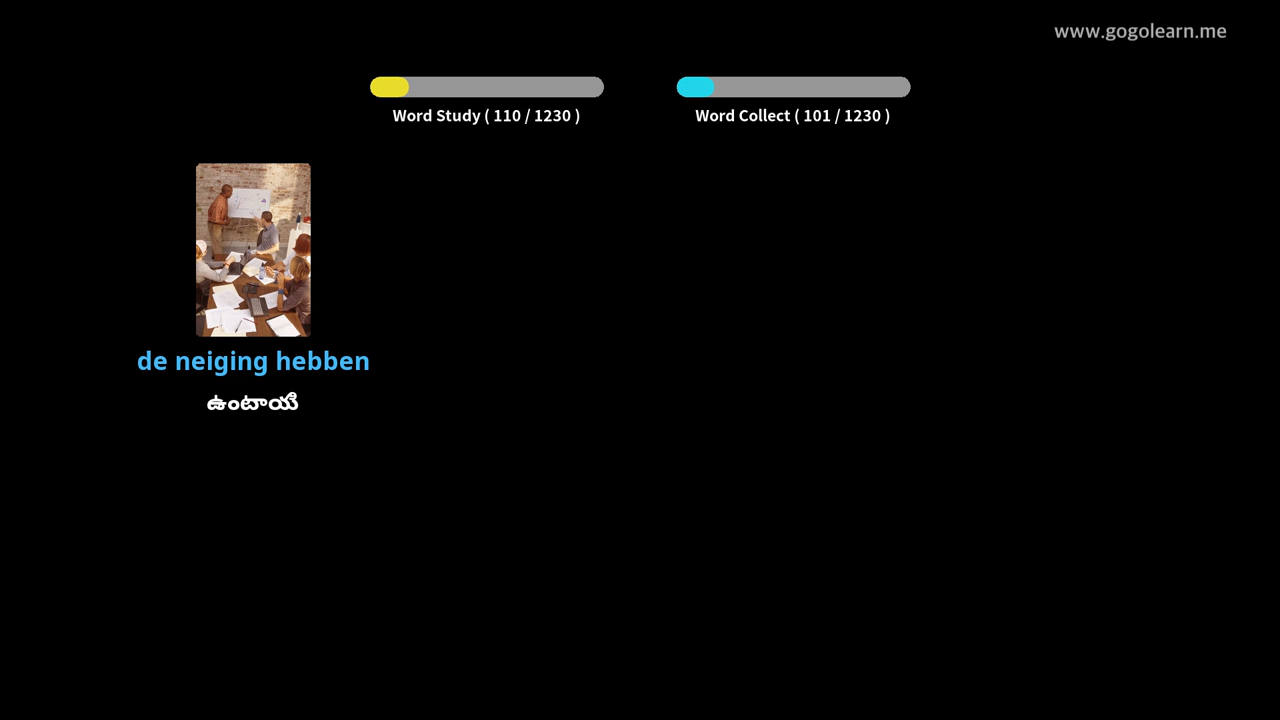 www.gogolearn.me
Word Study ( 110 / 1230 )
Word Collect ( 101 / 1230 )
de neiging hebben
ఉంటాయి